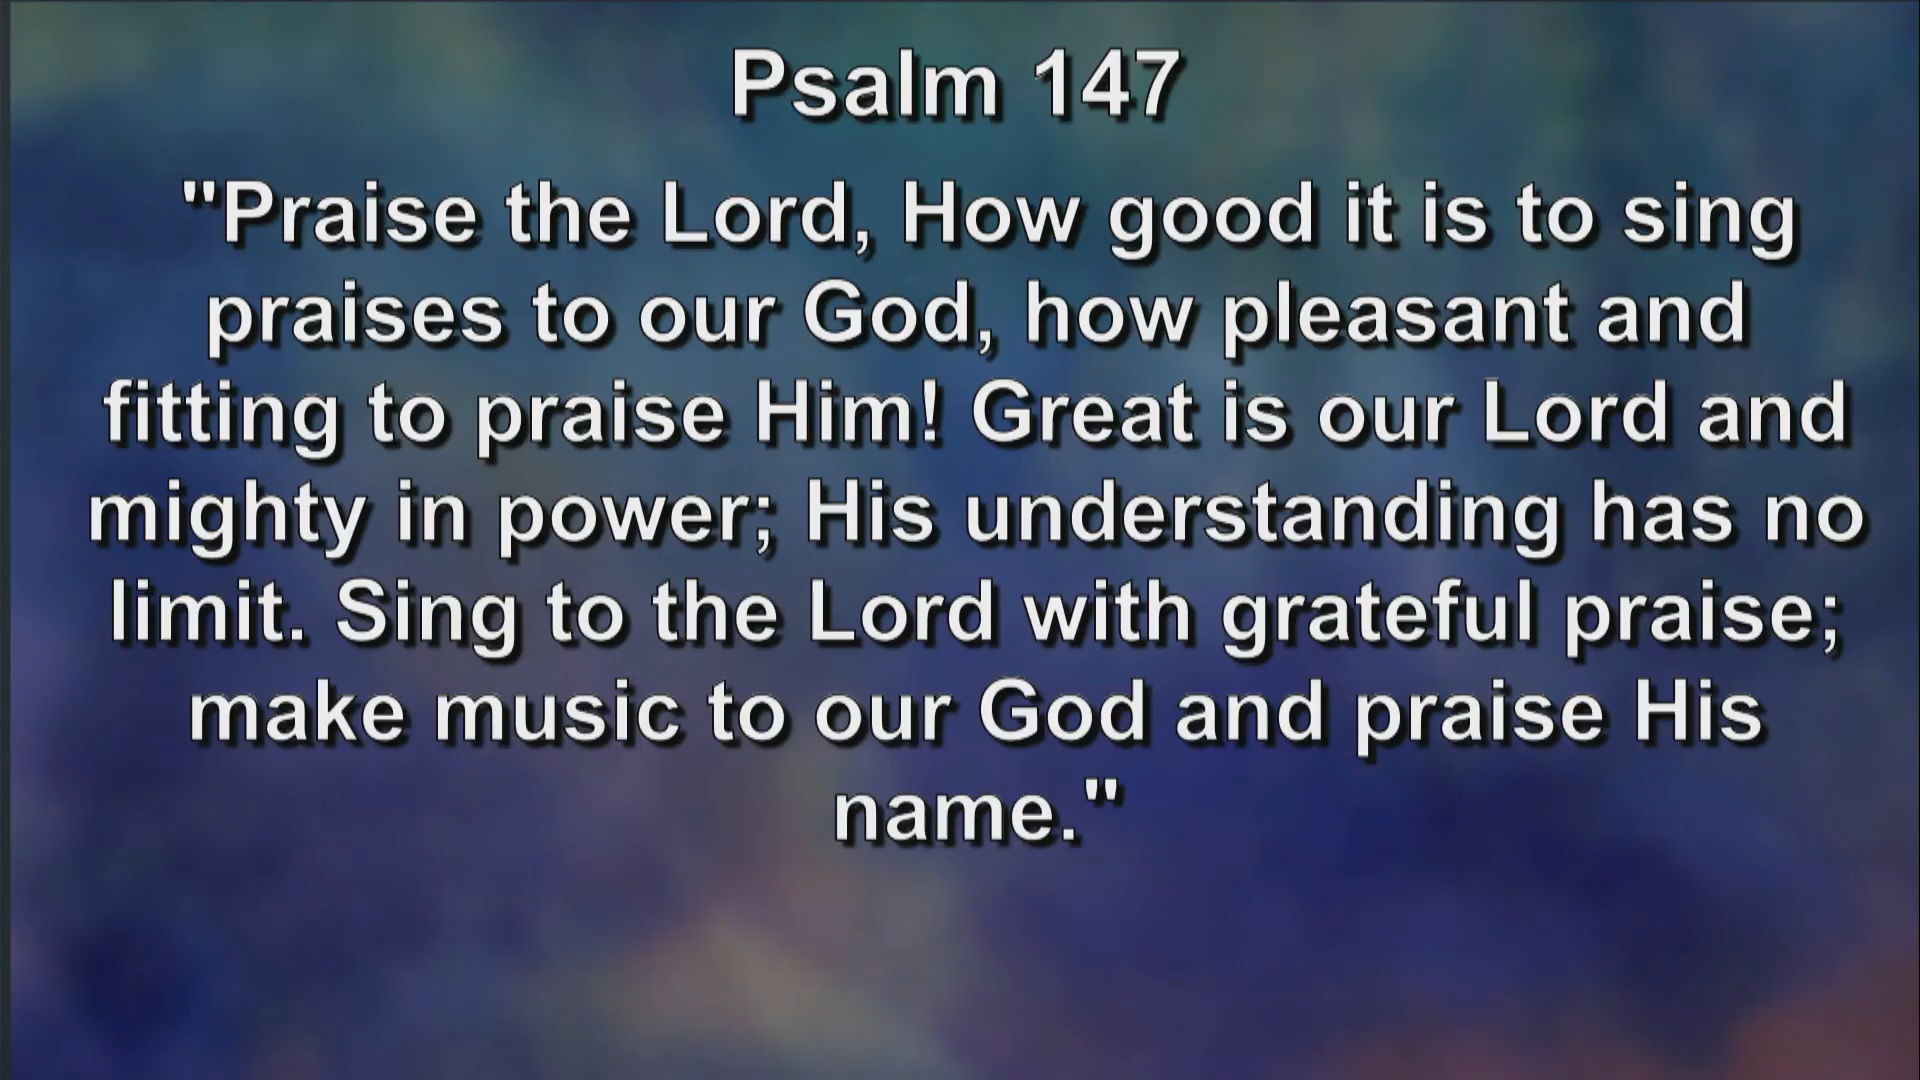 Psalm 147
"Praise the Lord, How good it is to sing
praises to our God, how pleasant and
fitting to praise Him! Great is our Lord and
mighty in power; His understanding has no
limit. Sing to the Lord with grateful praise;
make music to our God and praise His
name."